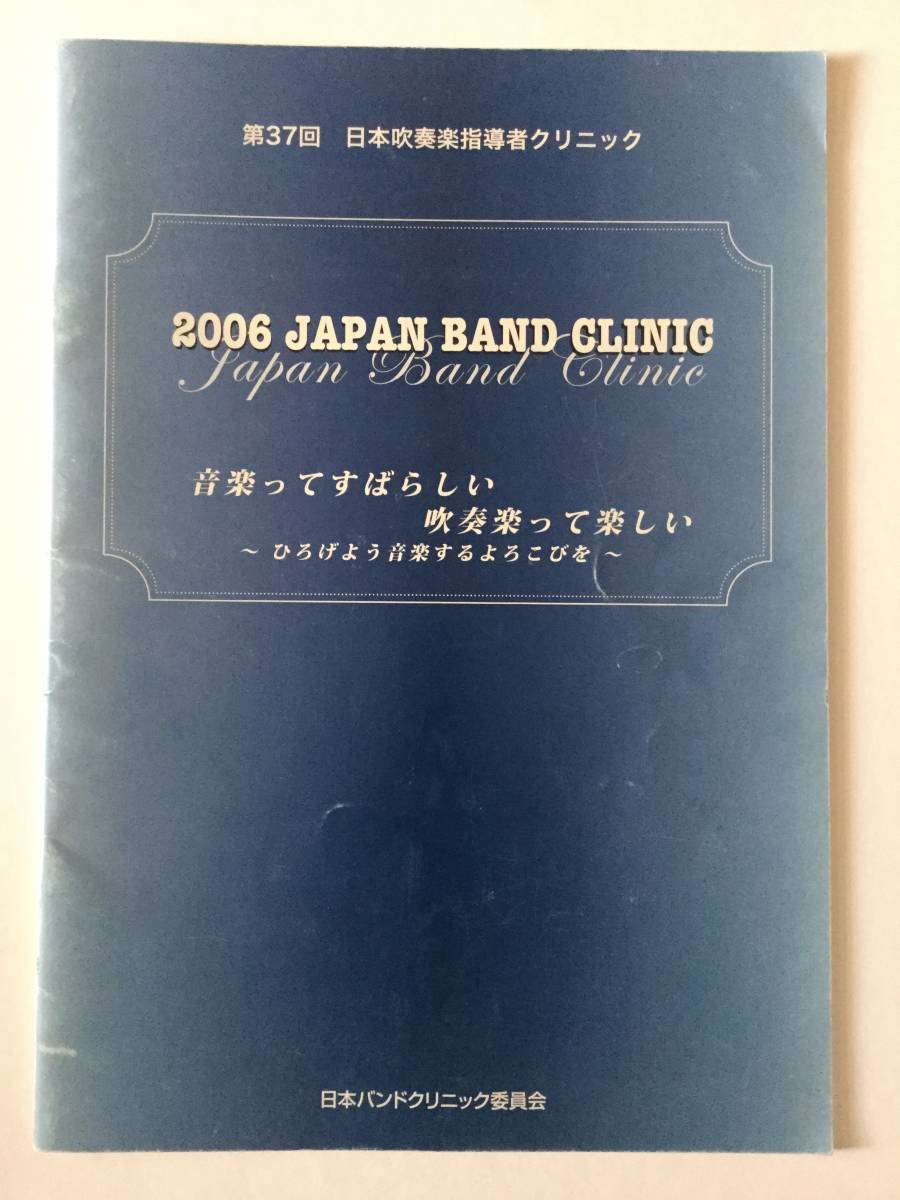 第37回 日本吹奏楽指導者クリニック
2006 JAPAN BAND CLINIC
Japan Band Clinic
音楽ってすばらしい
吹奏楽って楽しい
～ ひろげよう音楽するよろこびを ～
日本バンドクリニック委員会